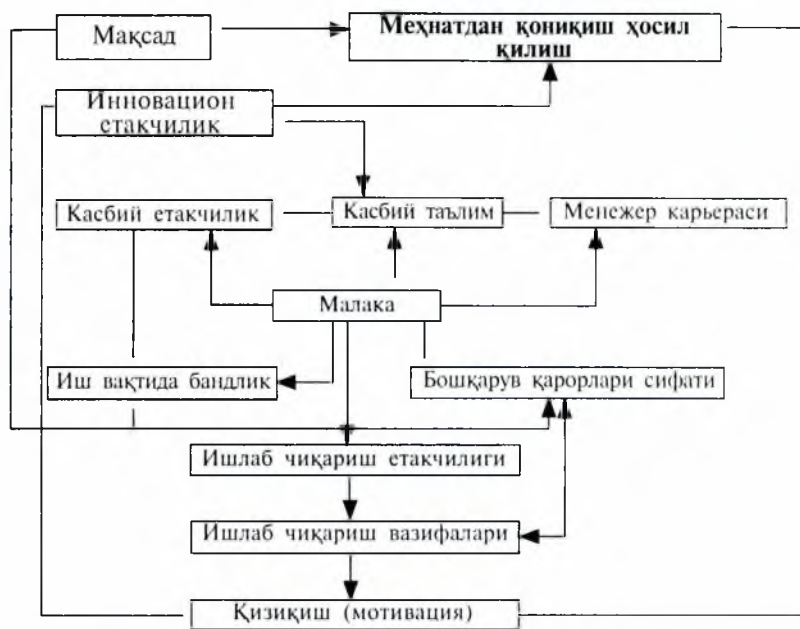 Мақсад
Меҳнатдан қониқиш ҳосил
қилиш
Инновацион
етакчилик
Касбий етакчилик
Касбий таълим
Менежер карьераси
Малака
Иш вақтида бандлик
Бошқарув қарорлари сифати
Ишлаб чиқариш етакчилиги
Ишлаб чиқариш вазифалари
Қизиқиш (мотивация)